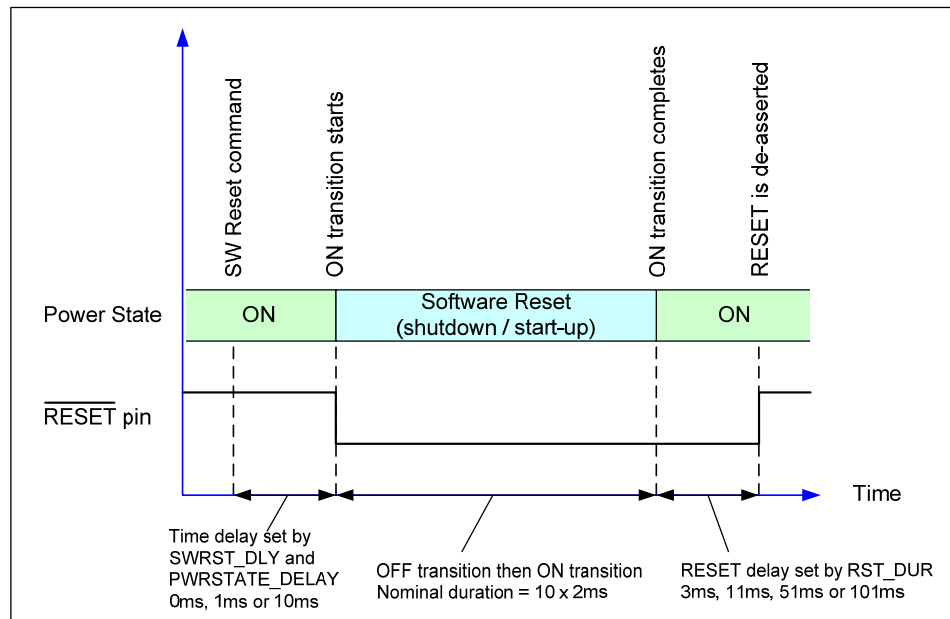 SW Reset command
ON transition starts
ON transition completes
RESET is de-asserted
Power State
ON
Software Reset
(shutdown / start-up)
ON
RESET pin
Time
Time delay set by
SWRST_DLY and
PWRSTATE_DELAY
0ms, 1ms or 10ms
OFF transition then ON transition
Nominal duration = 10 x 2ms
RESET delay set by RST_DUR
3ms, 11ms, 51ms or 101ms